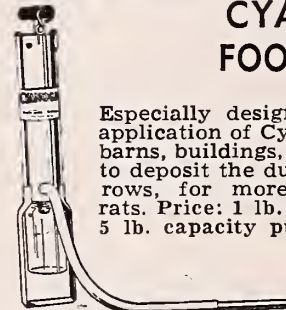 CYA
FOO
Especially design
application of Cy
barns, buildings,
to deposit the du
rows, for more
rats. Price: 1 lb.
5 lb. capacity pu